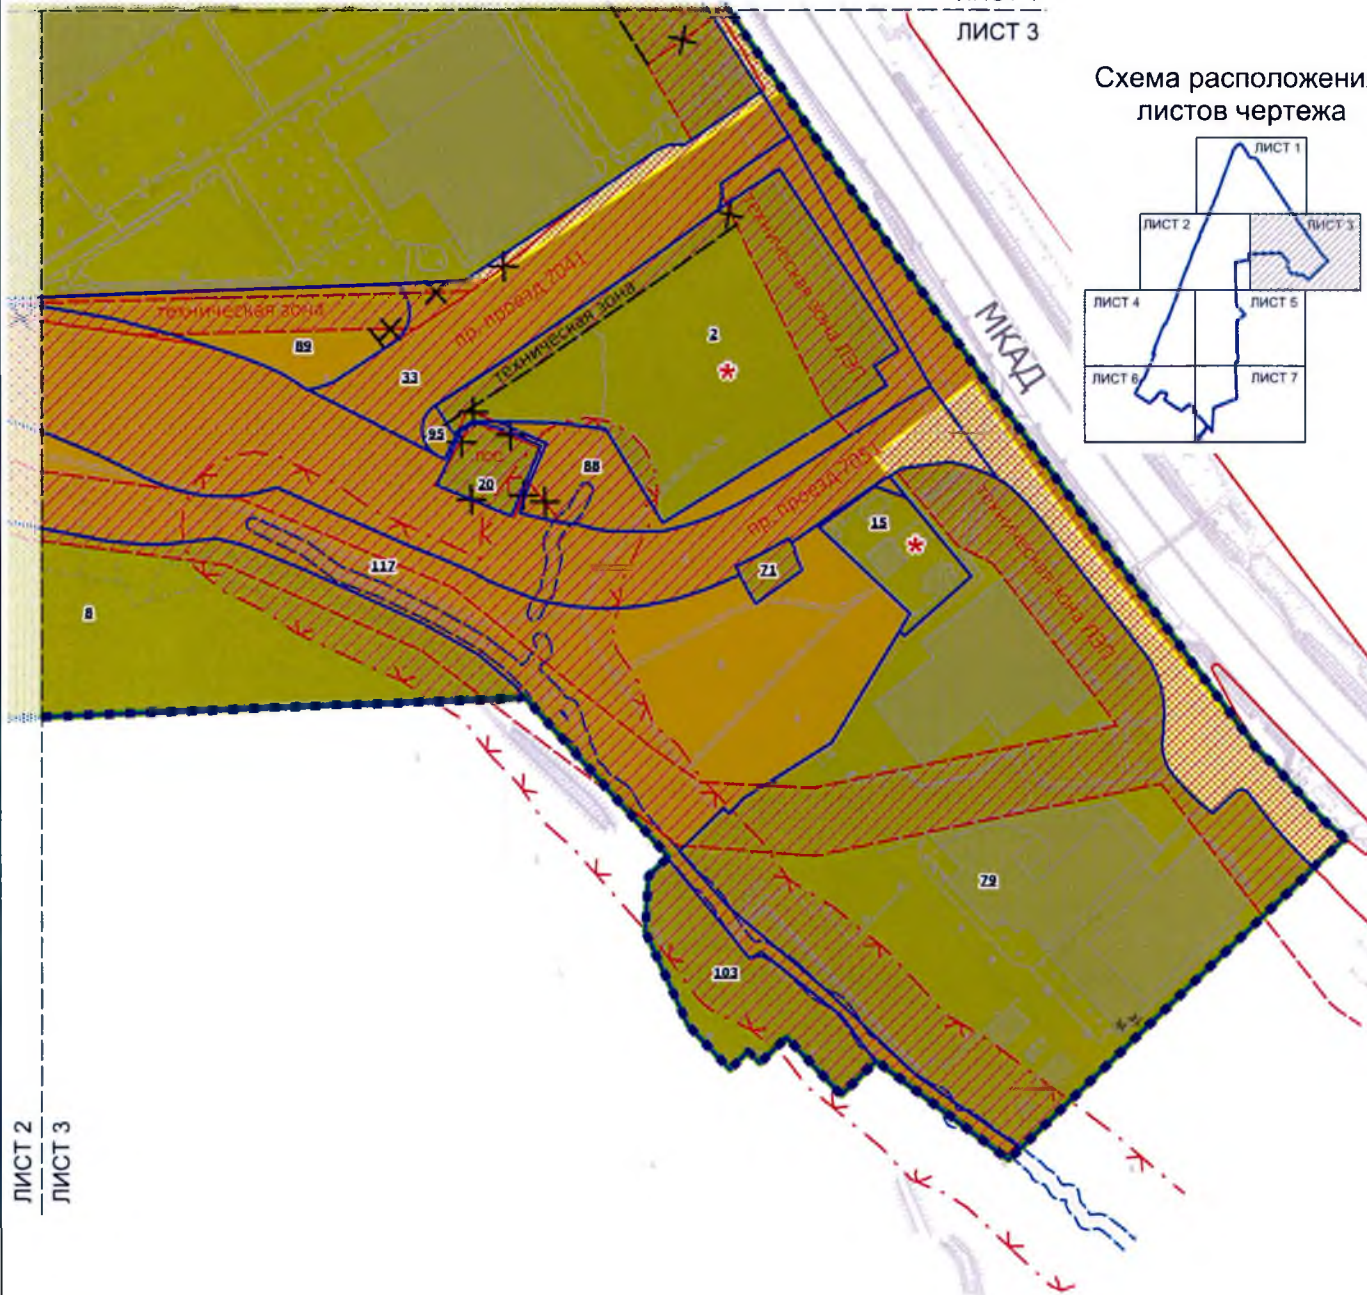 ЛИСТ 3
Схема расположени
листов чертежа
ЛИСТ 1
ЛИСТ 2
ЛИСТ 3
ЛИСТ 4
ЛИСТ 5
ЛИСТ 6
ЛИСТ 7
МКАД
техническая зона
89
33
пр. проезд 2041
техническая зона
2
*
техническая зона ЛЭП
95
20
88
пр. проезд 205
15
*
71
техническая зона ЛЭП
117
8
79
103
ЛИСТ 2
ЛИСТ 3